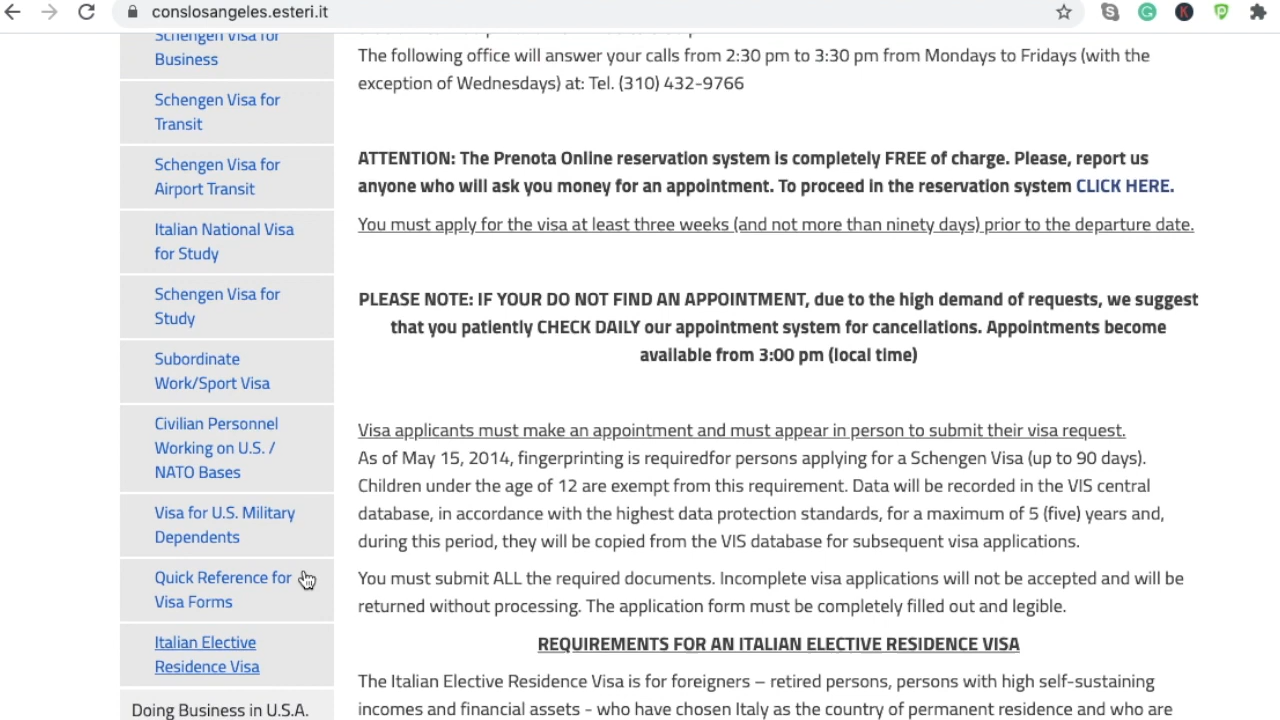 conslosangeles.esteri.it
Schengen Visa for
Business
Schengen Visa for
Transit
Schengen Visa for
Airport Transit
Italian National Visa
for Study
Schengen Visa for
Study
Subordinate
Work/Sport Visa
Civilian Personnel
Working on U.S. /
NATO Bases
Visa for U.S. Military
Dependents
Quick Reference for
Visa Forms
Italian Elective
Residence Visa
Doing Business in U.S.A.
The following office will answer your calls from 2:30 pm to 3:30 pm from Mondays to Fridays (with the
exception of Wednesdays) at: Tel. (310) 432-9766
ATTENTION: The Prenota Online reservation system is completely FREE of charge. Please, report us
anyone who will ask you money for an appointment. To proceed in the reservation system CLICK HERE.
You must apply for the visa at least three weeks (and not more than ninety days) prior to the departure date.
PLEASE NOTE: IF YOUR DO NOT FIND AN APPOINTMENT, due to the high demand of requests, we suggest
that you patiently CHECK DAILY our appointment system for cancellations. Appointments become
available from 3:00 pm (local time)
Visa applicants must make an appointment and must appear in person to submit their visa request.
As of May 15, 2014, fingerprinting is requiredfor persons applying for a Schengen Visa (up to 90 days).
Children under the age of 12 are exempt from this requirement. Data will be recorded in the VIS central
database, in accordance with the highest data protection standards, for a maximum of 5 (five) years and,
during this period, they will be copied from the VIS database for subsequent visa applications.
You must submit ALL the required documents. Incomplete visa applications will not be accepted and will be
returned without processing. The application form must be completely filled out and legible.
REQUIREMENTS FOR AN ITALIAN ELECTIVE RESIDENCE VISA
The Italian Elective Residence Visa is for foreigners – retired persons, persons with high self-sustaining
incomes and financial assets - who have chosen Italy as the country of permanent residence and who are